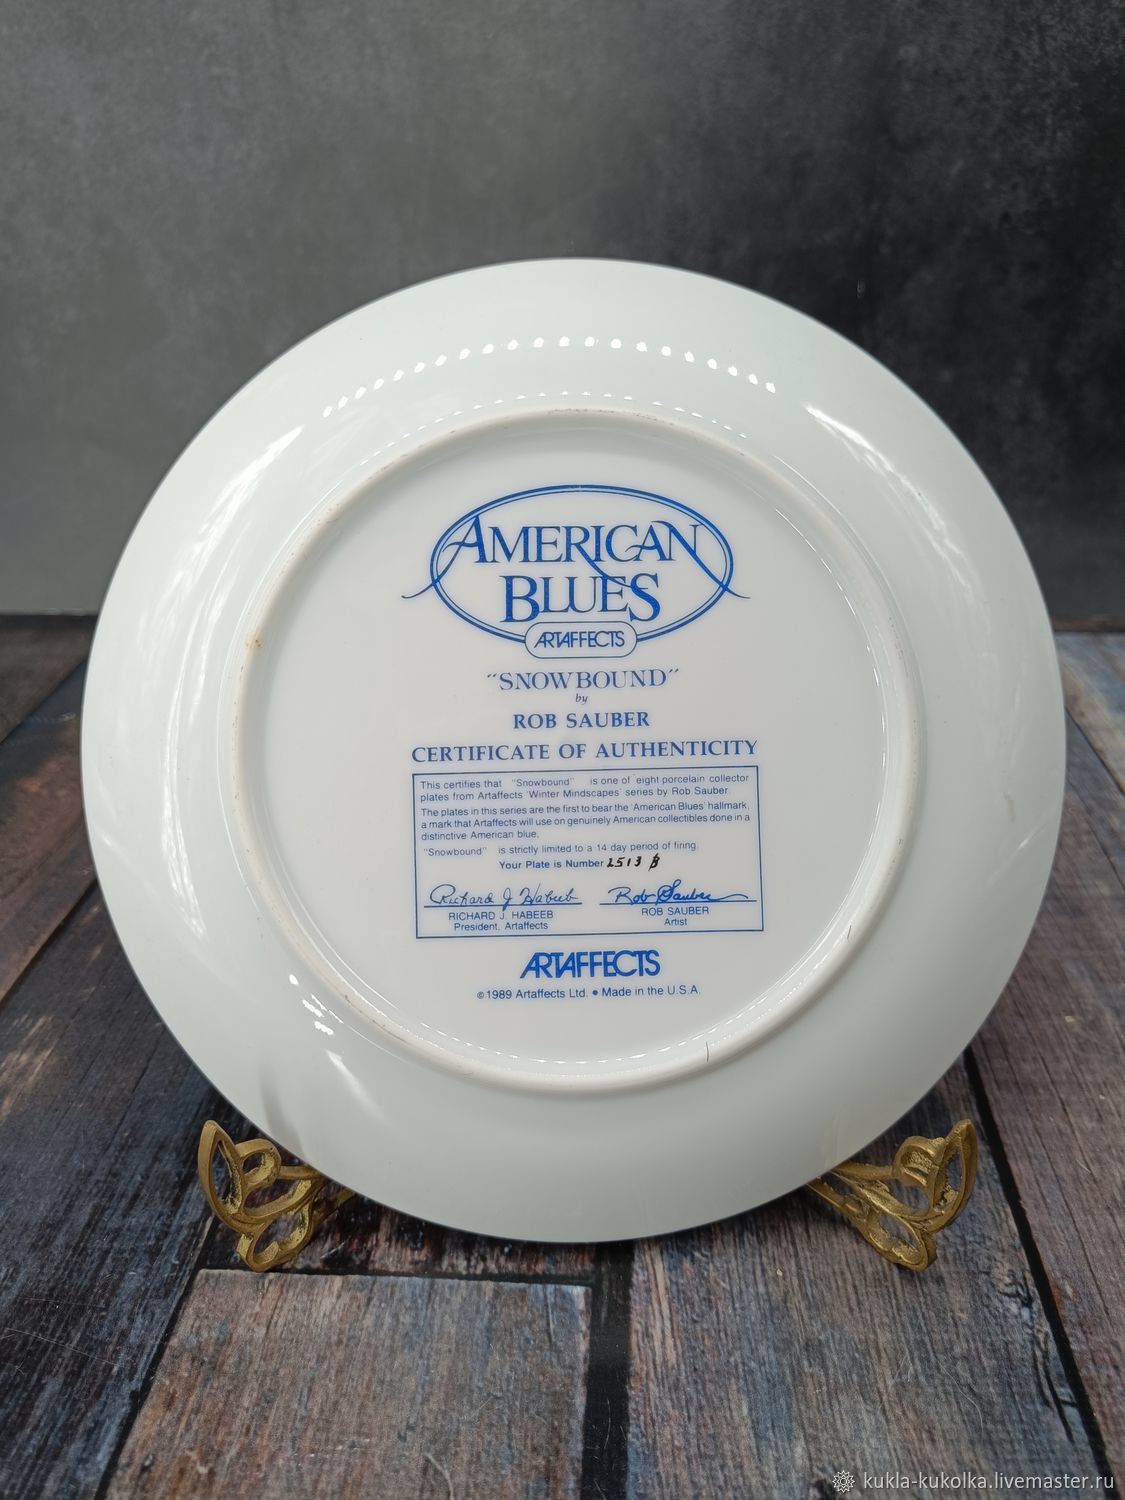 AMERICAN
BLUES
ARTAFFECTS
"SNOWBOUND"
by
ROB SAUBER
CERTIFICATE OF AUTHENTICITY
This certifies that "Snowbound" is one of eight porcelain collector
plates from Artaffects 'Winter Mindscapes' series by Rob Sauber.
The plates in this series are the first to bear the 'American Blues' hallmark,
a mark that Artaffects will use on genuinely American collectibles done in a
distinctive American blue.
"Snowbound" is strictly limited to a 14 day period of firing.
Your Plate is Number 2513 B
Richard J. Habeeb Rob Sauber
RICHARD J. HABEEB ROB SAUBER
President, Artaffects Artist
ARTAFFECTS
©1989 Artaffects Ltd. • Made in the U.S.A.
kukla-kukolka.livemaster.ru